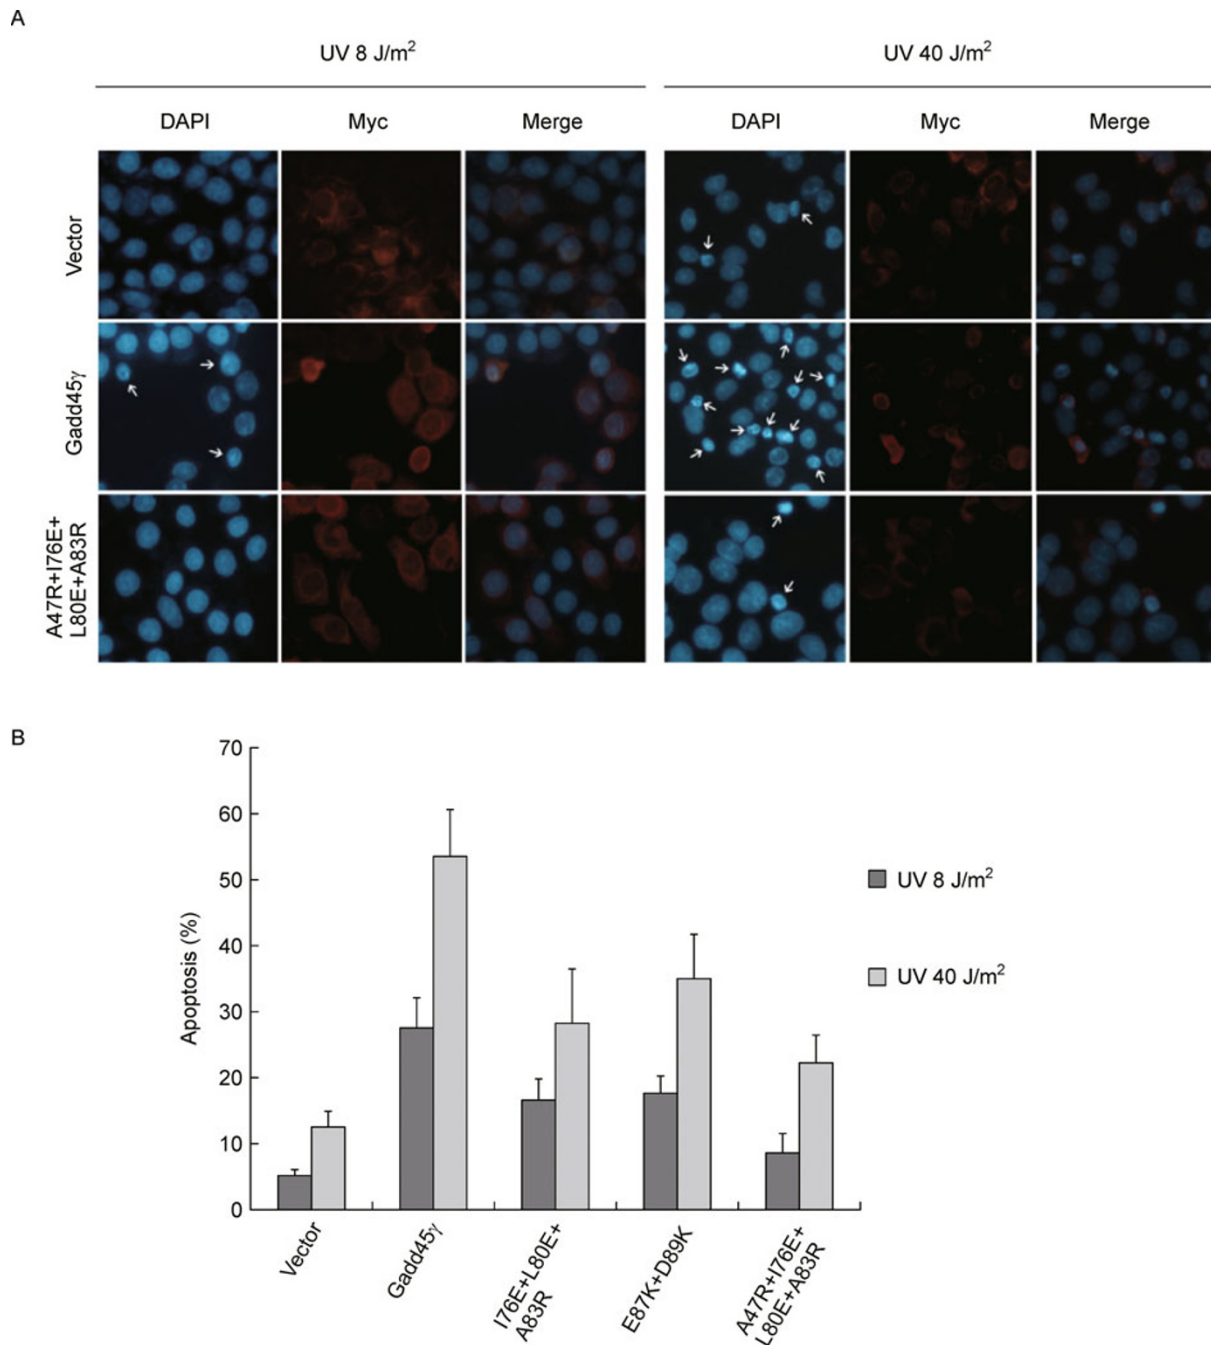 A
UV 8 J/m²
UV 40 J/m²
DAPI
Myc
Merge
DAPI
Myc
Merge
Vector
Gadd45γ
A47R+I76E+
L80E+A83R
B
70
60
50
40
30
20
10
0
Apoptosis (%)
UV 8 J/m²
UV 40 J/m²
Vector
Gadd45γ
I76E+L80E+
A83R
E87K+D89K
A47R+I76E+
L80E+A83R